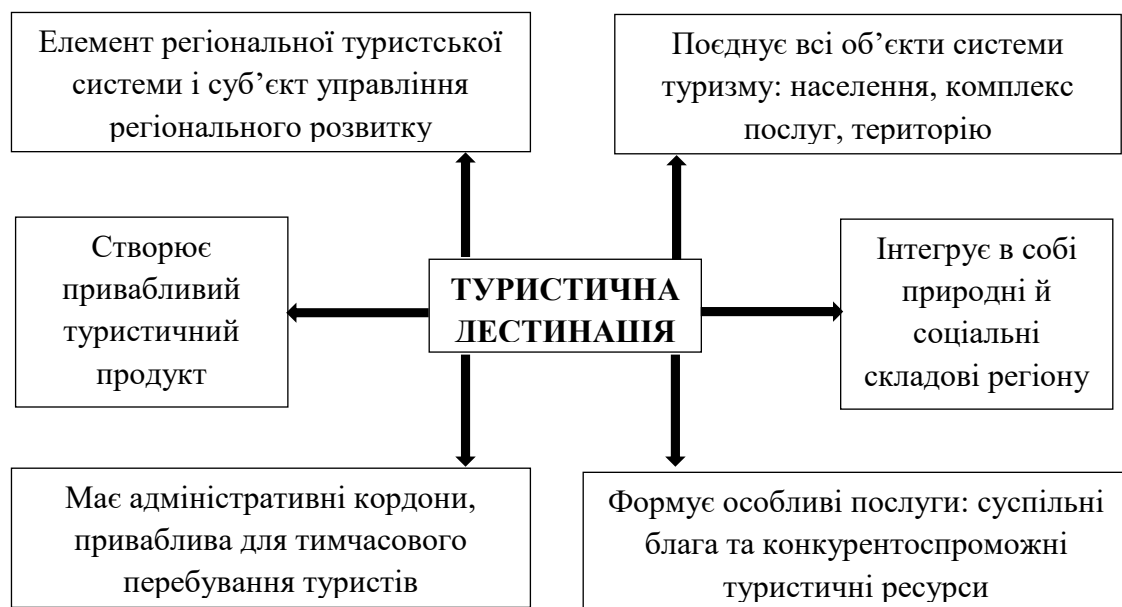 Елемент регіональної туристської
системи і суб’єкт управління
регіонального розвитку
Поєднує всі об’єкти системи
туризму: населення, комплекс
послуг, територію
Створює
привабливий
туристичний
продукт
ТУРИСТИЧНА
ДЕСТИНАЦІЯ
Інтегрує в собі
природні й
соціальні
складові регіону
Має адміністративні кордони,
приваблива для тимчасового
перебування туристів
Формує особливі послуги: суспільні
блага та конкурентоспроможні
туристичні ресурси